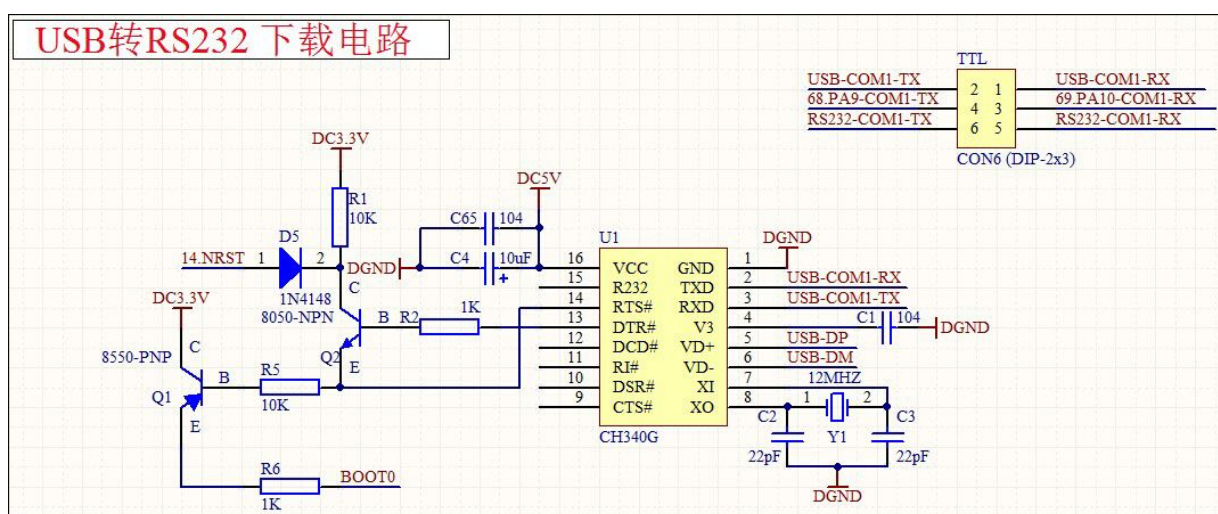 USB转RS232 下载电路
TTL
USB-COM1-TX 2 1 USB-COM1-RX
68.PA9-COM1-TX 4 3 69.PA10-COM1-RX
RS232-COM1-TX 6 5 RS232-COM1-RX
CON6 (DIP-2x3)
DC3.3V
R1
10K
DC5V
C65 104
D5
14.NRST 1 2
1N4148
DGND C4 10uF +
C
8050-NPN
B R2 1K
Q2
E
DC3.3V
C
8550-PNP
B
Q1
E
R5
10K
R6
1K
BOOT0
U1
16 VCC GND 1 DGND
15 R232 TXD 2 USB-COM1-RX
14 RTS# RXD 3 USB-COM1-TX
13 DTR# V3 4 C1 104 DGND
12 DCD# VD+ 5 USB-DP
11 RI# VD- 6 USB-DM
10 DSR# XI 7 12MHZ
9 CTS# XO 8 1 2
CH340G
C2 Y1 C3
22pF 22pF
DGND